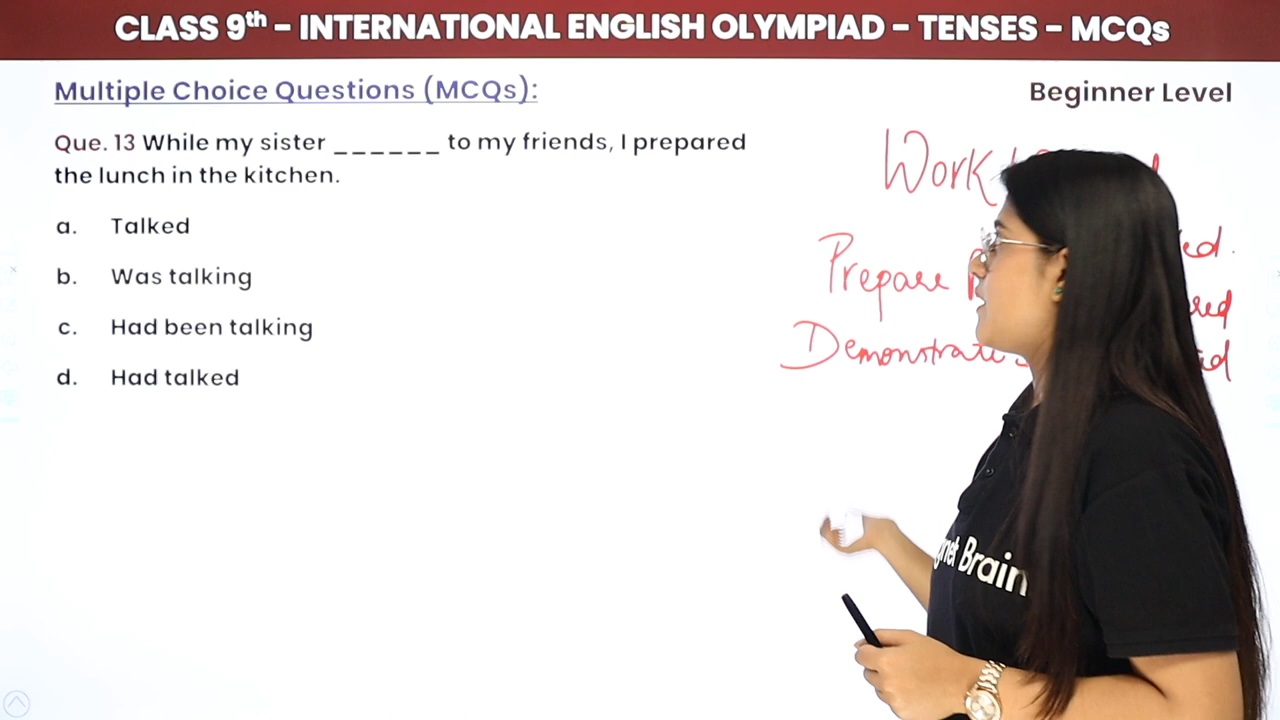 CLASS 9th – INTERNATIONAL ENGLISH OLYMPIAD – TENSES – MCQs
Multiple Choice Questions (MCQs):
Beginner Level
Que. 13 While my sister ______ to my friends, I prepared
the lunch in the kitchen.
a. Talked
b. Was talking
c. Had been talking
d. Had talked
Work
Prepare
Demonstrate
Brain